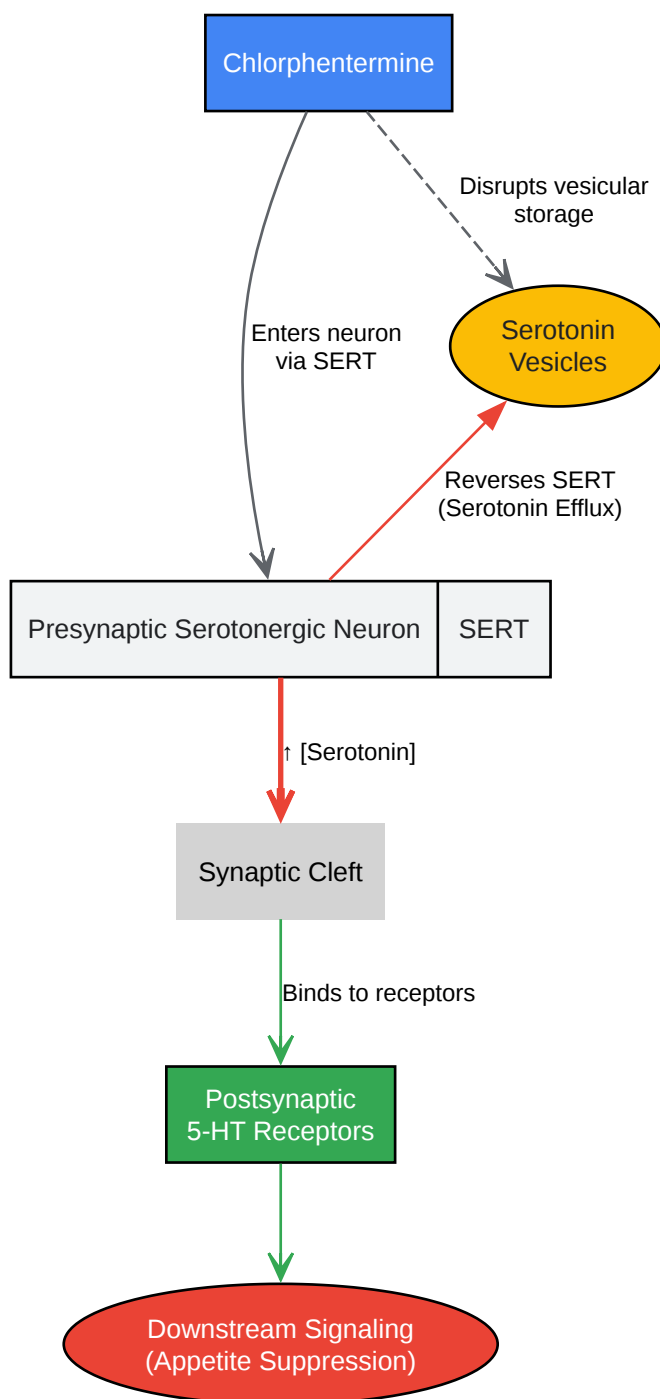 Chlorphentermine
Disrupts vesicular
storage
Enters neuron
via SERT
Serotonin
Vesicles
Reverses SERT
(Serotonin Efflux)
Presynaptic Serotonergic Neuron
SERT
↑ [Serotonin]
Synaptic Cleft
Binds to receptors
Postsynaptic
5-HT Receptors
Downstream Signaling
(Appetite Suppression)